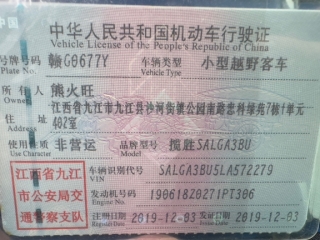 中华人民共和国机动车行驶证
Vehicle License of the People's Republic of China
号牌号码 赣G0677Y 车辆类型 小型越野客车
Plate No. Vehicle Type
所有人 熊火旺
Owner
住址 江西省九江市九江县沙河街镇公园南路忠科绿苑7栋1单元
402室
Address
使用性质 非营运 品牌型号 揽胜SALGA3BU
Use Character Model
江西省九江
市公安局交
通警察支队
车辆识别代号 SALGA3BU5LA572279
VIN
发动机号码 190618Z0271PT306
Engine No.
注册日期 2019-12-03 发证日期 2019-12-03
Register Date Issue Date